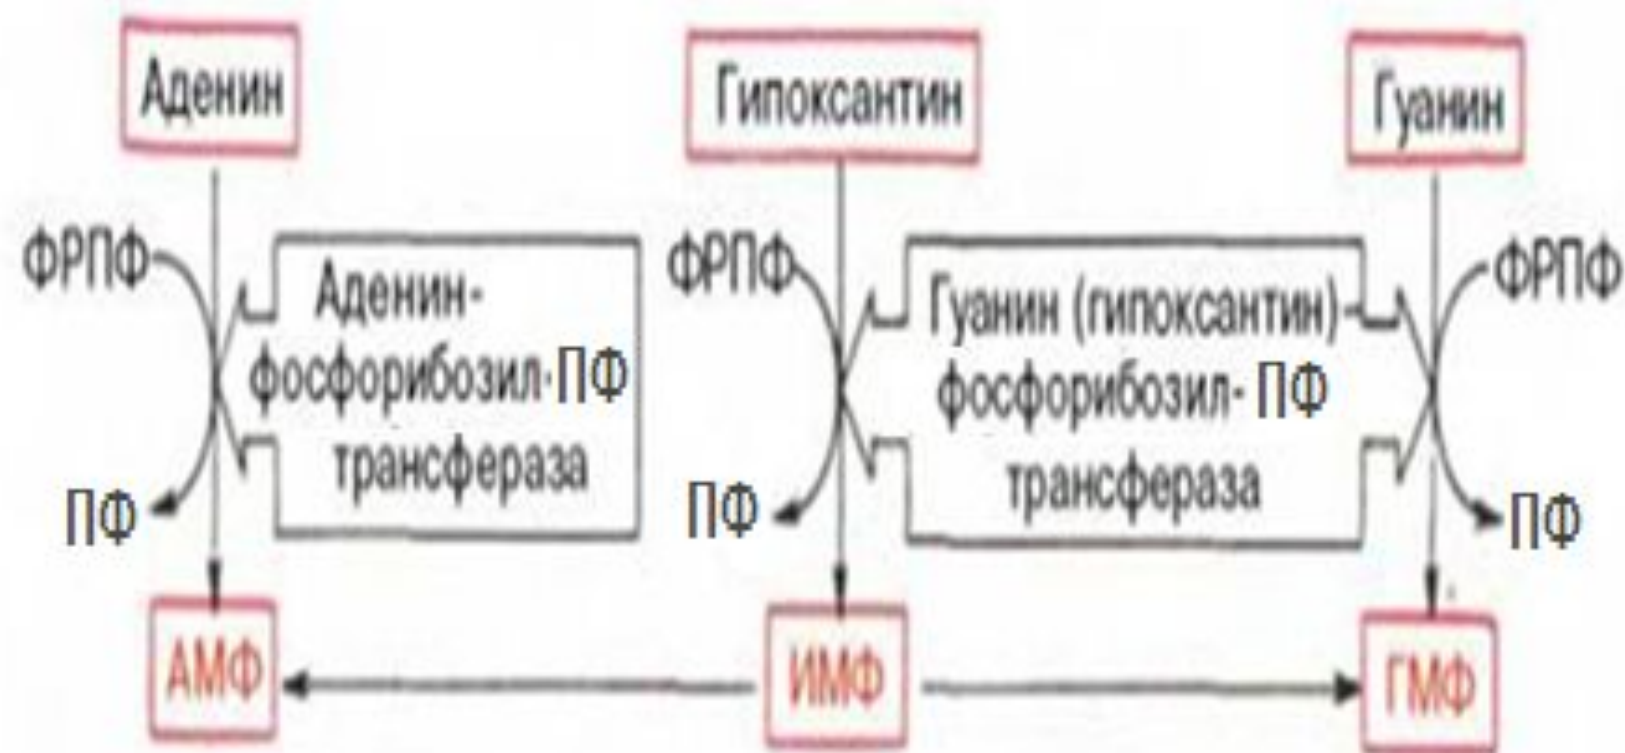 Аденин
Гипоксантин
Гуанин
ФРПФ
Аденин-
фосфорибозил-ПФ
трансфераза
ПФ
ФРПФ
Гуанин (гипоксантин)-
фосфорибозил- ПФ
трансфераза
ПФ
ФРПФ
ПФ
АМФ
ИМФ
ГМФ